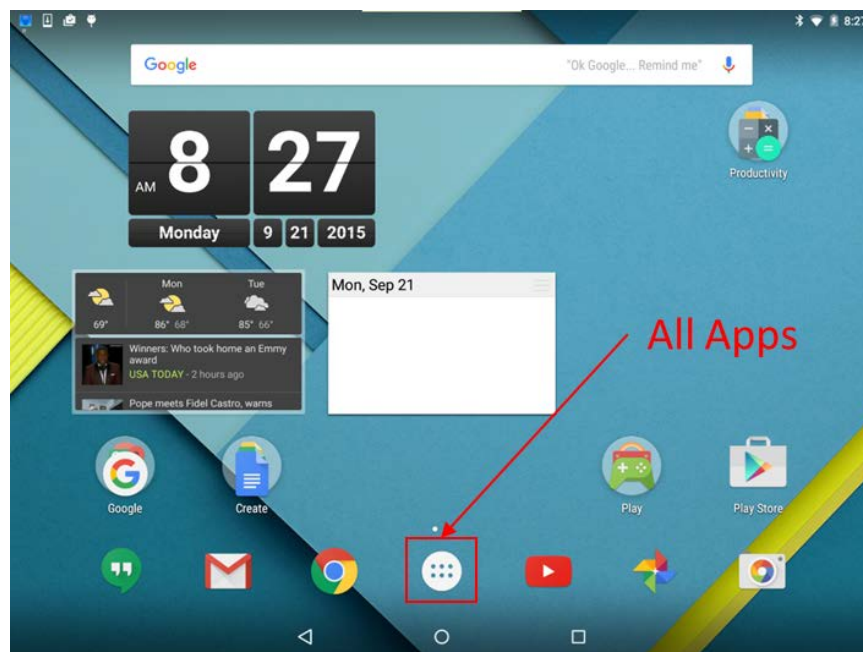 8:27
Google
"Ok Google... Remind me"
AM 8 27
Monday 9 21 2015
Productivity
Mon Tue
69° 86° 68° 85° 66°
Winners: Who took home an Emmy
award
USA TODAY - 2 hours ago
Pope meets Fidel Castro, warns
Mon, Sep 21
All Apps
Google Create Play Play Store